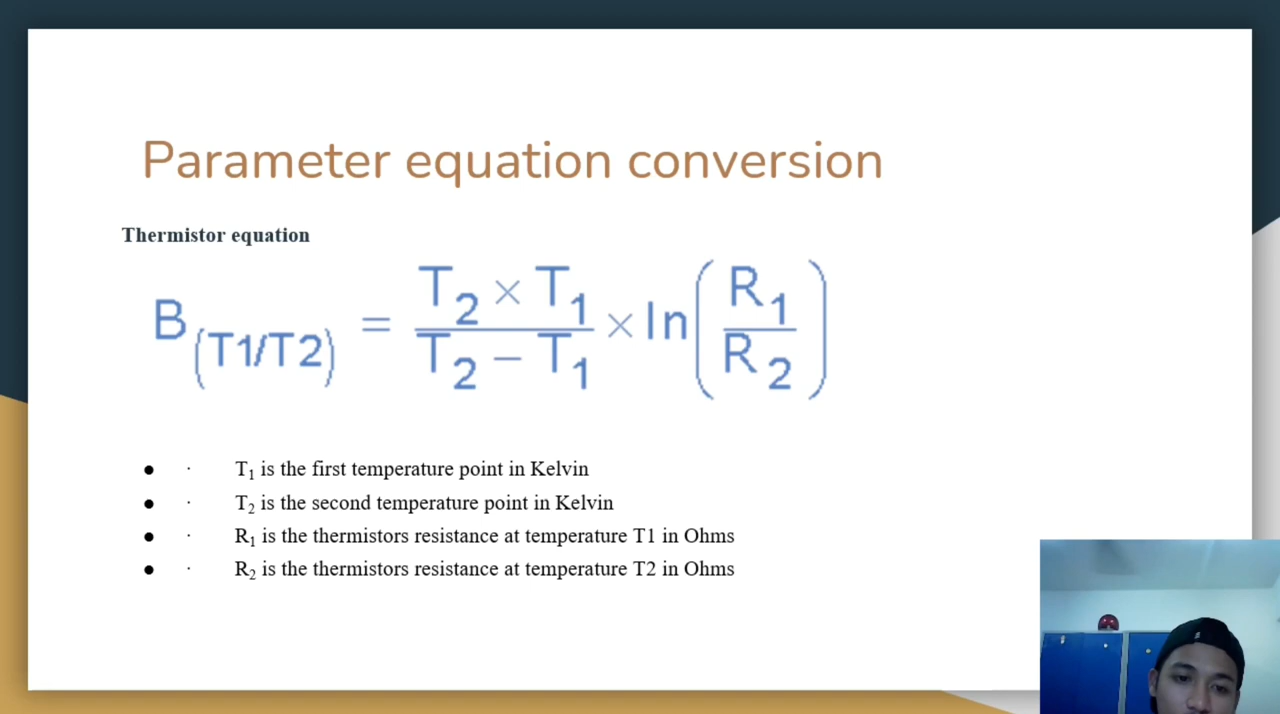 Parameter equation conversion
Thermistor equation
B(T1/T2) = T₂ × T₁ / T₂ − T₁ × ln(R₁ / R₂)
● · T₁ is the first temperature point in Kelvin
● · T₂ is the second temperature point in Kelvin
● · R₁ is the thermistors resistance at temperature T1 in Ohms
● · R₂ is the thermistors resistance at temperature T2 in Ohms